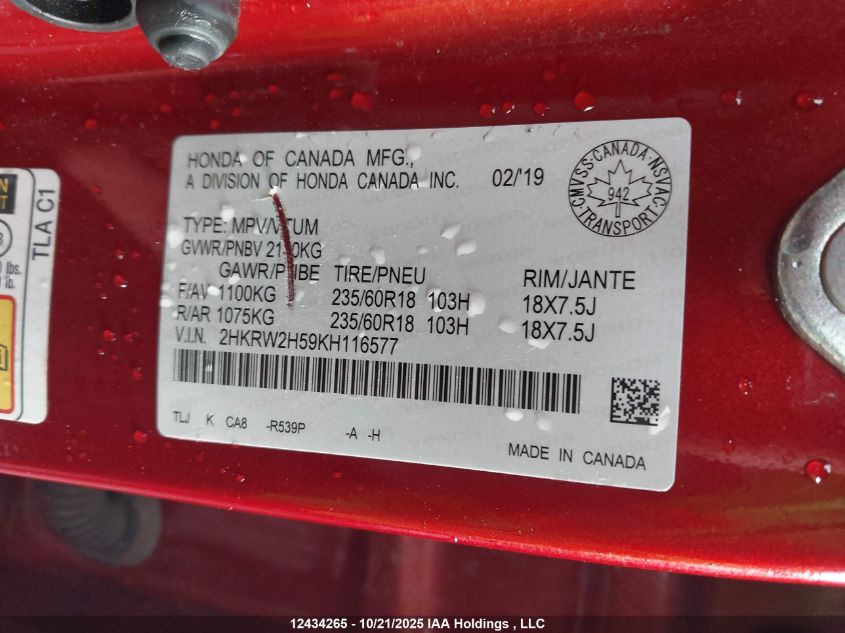 HONDA OF CANADA MFG.,
A DIVISION OF HONDA CANADA INC. 02/19
CMVSS·CANADA·NSVAC
942
TRANSPORT
TYPE: MPV/VTUM
GVWR/PNBV
GAWR/PNBE TIRE/PNEU RIM/JANTE
F/AV 1100KG 235/60R18 103H 18X7.5J
R/AR 1075KG 235/60R18 103H 18X7.5J
V.I.N. 2HKRW2H59KH116577
TLJ K CA8 -R539P -A -H
MADE IN CANADA
TLA C1
lbs.
lb.
12434265 - 10/21/2025 IAA Holdings , LLC